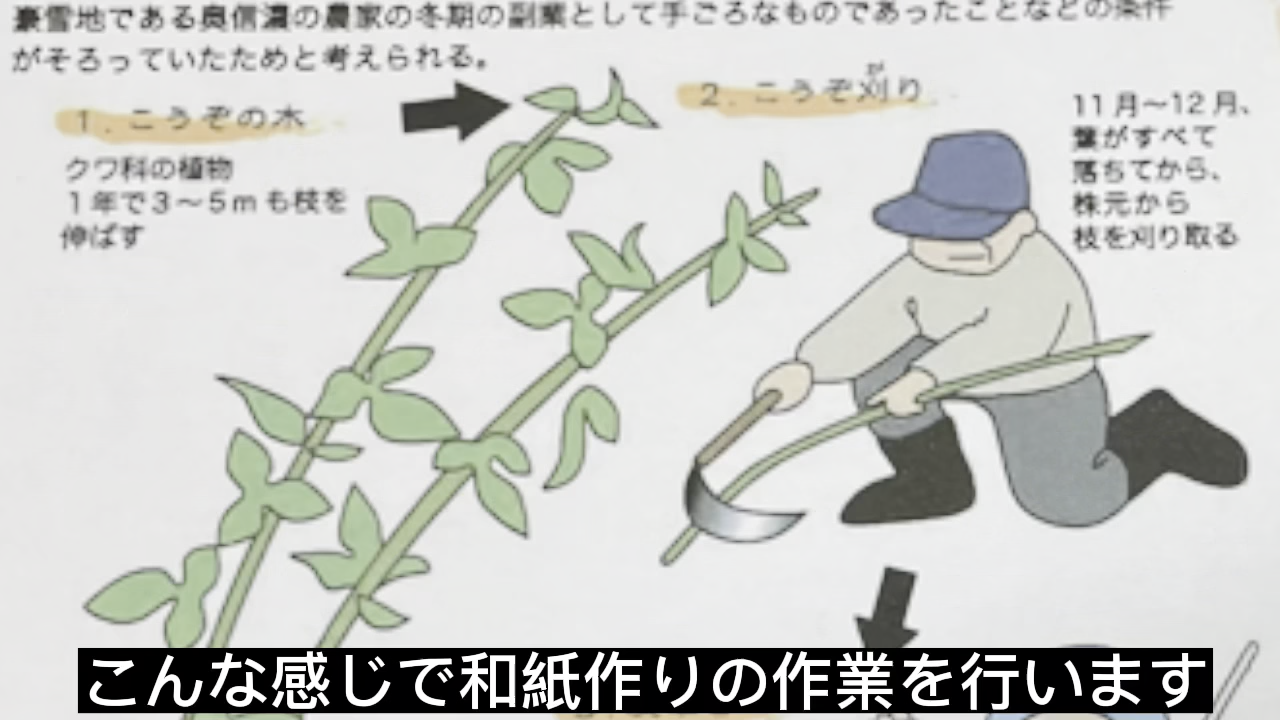 豪雪地である奥信濃の農家の冬期の副業として手ごろなものであったことなどの条件
がそろっていたためと考えられる。
1.こうぞの木
クワ科の植物
1年で3〜5mも枝を
伸ばす
2.こうぞ刈り
が
11月〜12月、
葉がすべて
落ちてから、
株元から
枝を刈り取る
こんな感じで和紙作りの作業を行います